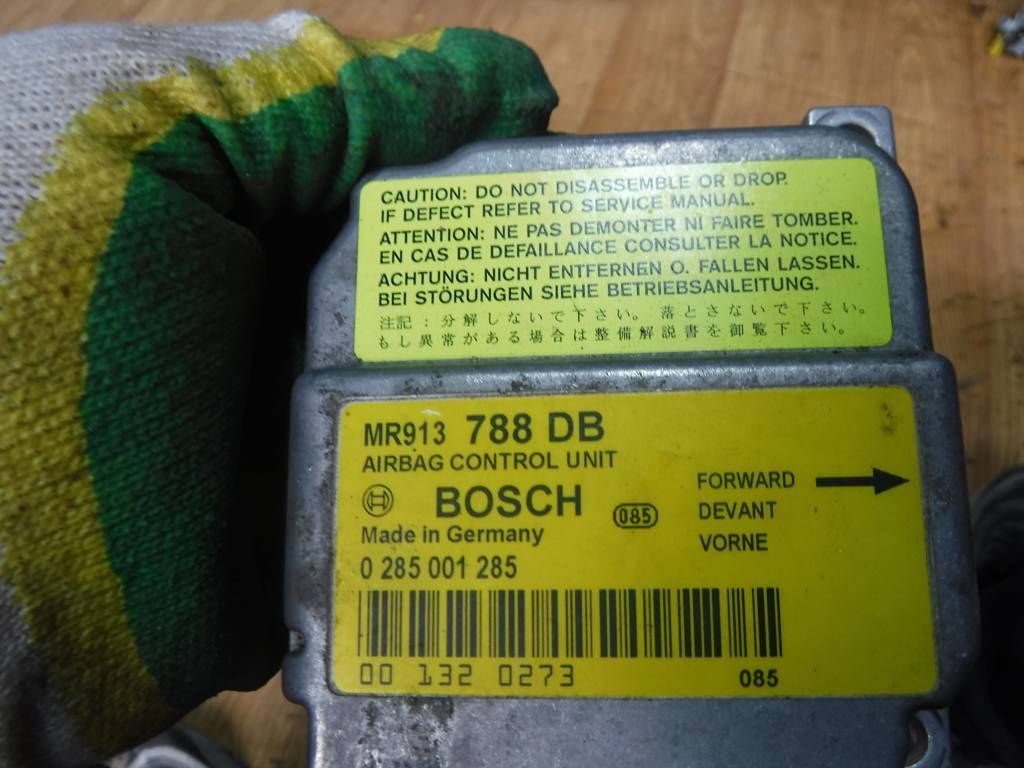 CAUTION: DO NOT DISASSEMBLE OR DROP.
IF DEFECT REFER TO SERVICE MANUAL.
ATTENTION: NE PAS DEMONTER NI FAIRE TOMBER.
EN CAS DE DEFAILLANCE CONSULTER LA NOTICE.
ACHTUNG: NICHT ENTFERNEN O. FALLEN LASSEN.
BEI STÖRUNGEN SIEHE BETRIEBSANLEITUNG.
注記：分解しないで下さい。落とさないで下さい。
もし異常がある場合は整備解説書を御覧下さい。
MR913 788 DB
AIRBAG CONTROL UNIT
BOSCH 085
Made in Germany
0 285 001 285
FORWARD
DEVANT
VORNE
00 132 0273 085